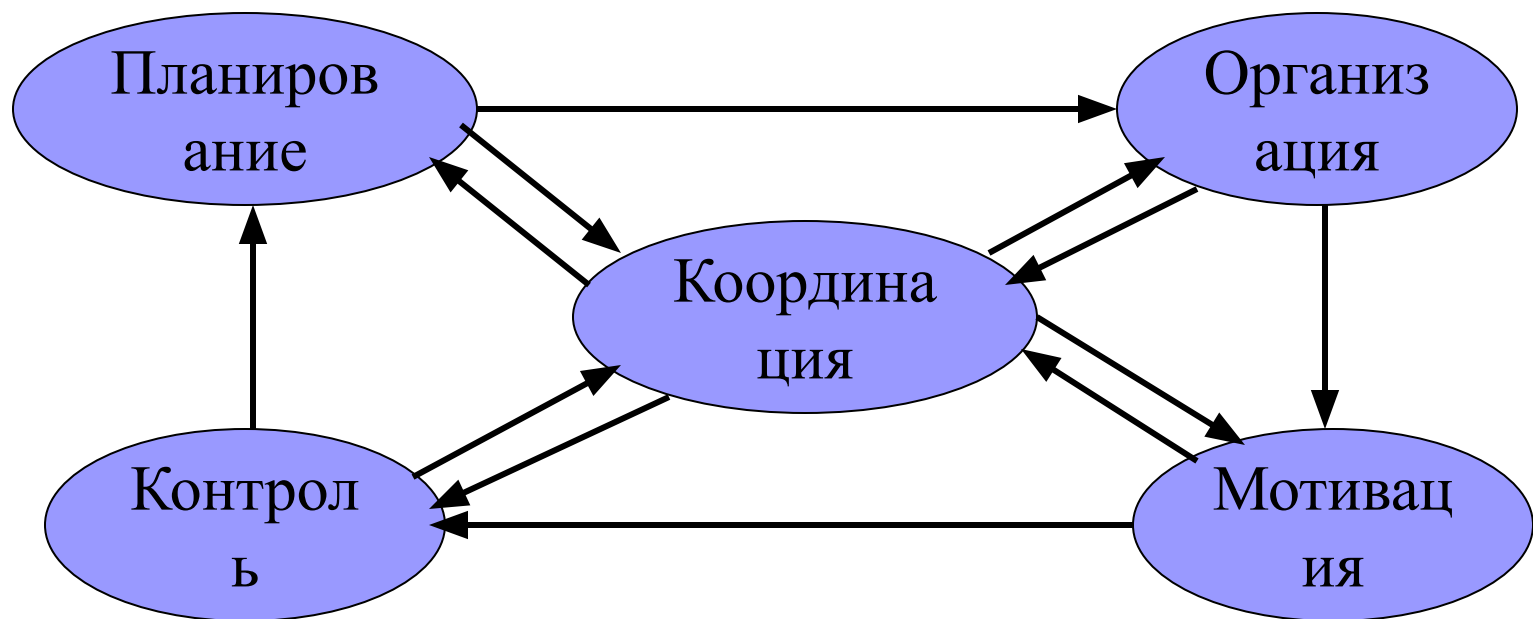 Планиров
ание
Организ
ация
Координа
ция
Контрол
ь
Мотивац
ия